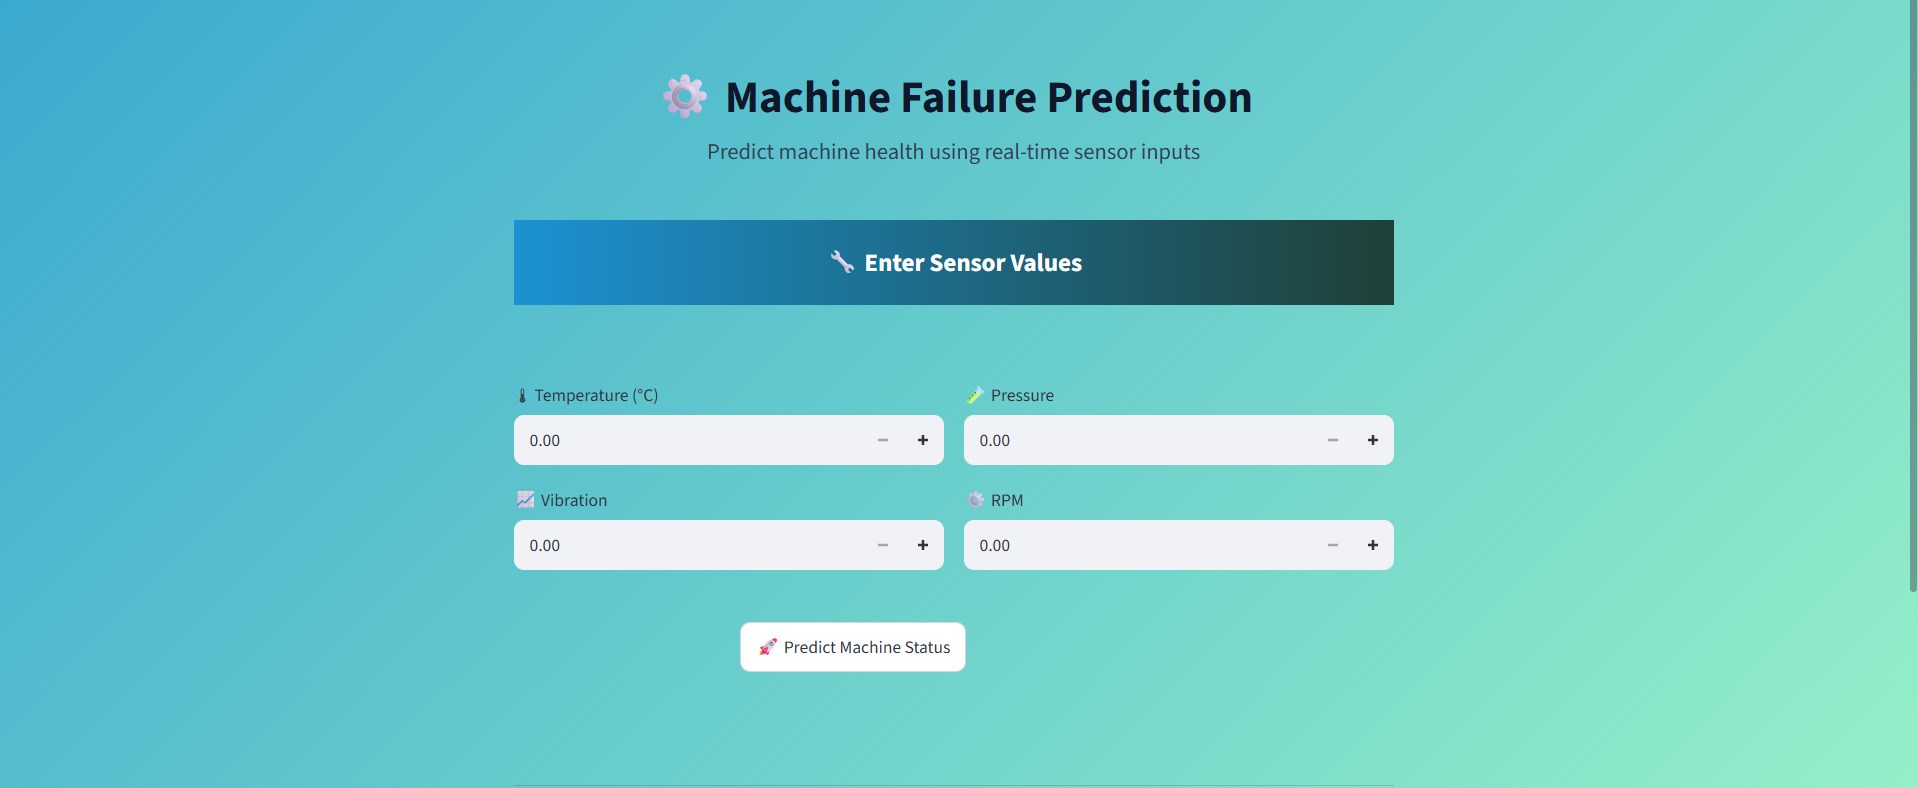 Machine Failure Prediction
Predict machine health using real-time sensor inputs
Enter Sensor Values
Temperature (°C)
Pressure
0.00
0.00
Vibration
RPM
0.00
0.00
Predict Machine Status